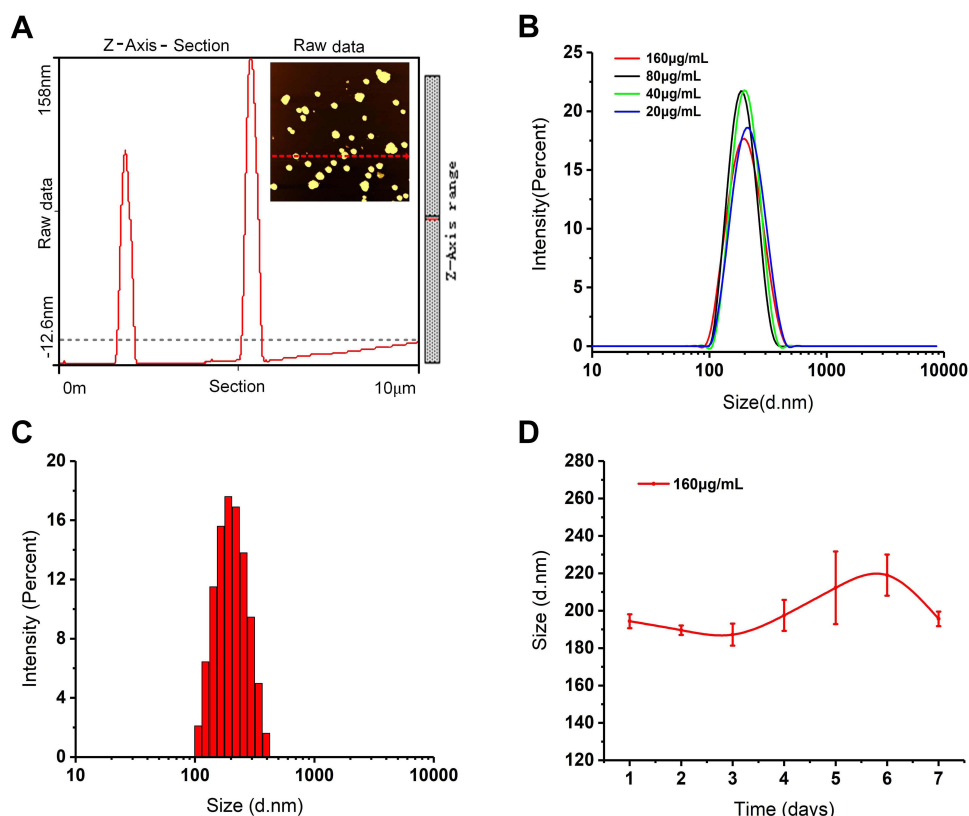 A
Z-Axis-Section Raw data
158nm
Raw data
-12.6nm
Z-Axis range
0m Section 10μm
B
25
20
15
10
5
0
Intensity(Percent)
160μg/mL
80μg/mL
40μg/mL
20μg/mL
10 100 1000 10000
Size(d.nm)
C
20
16
12
8
4
0
Intensity (Percent)
10 100 1000 10000
Size (d.nm)
D
280
260
240
220
200
180
160
140
120
Size (d.nm)
160μg/mL
1 2 3 4 5 6 7
Time (days)